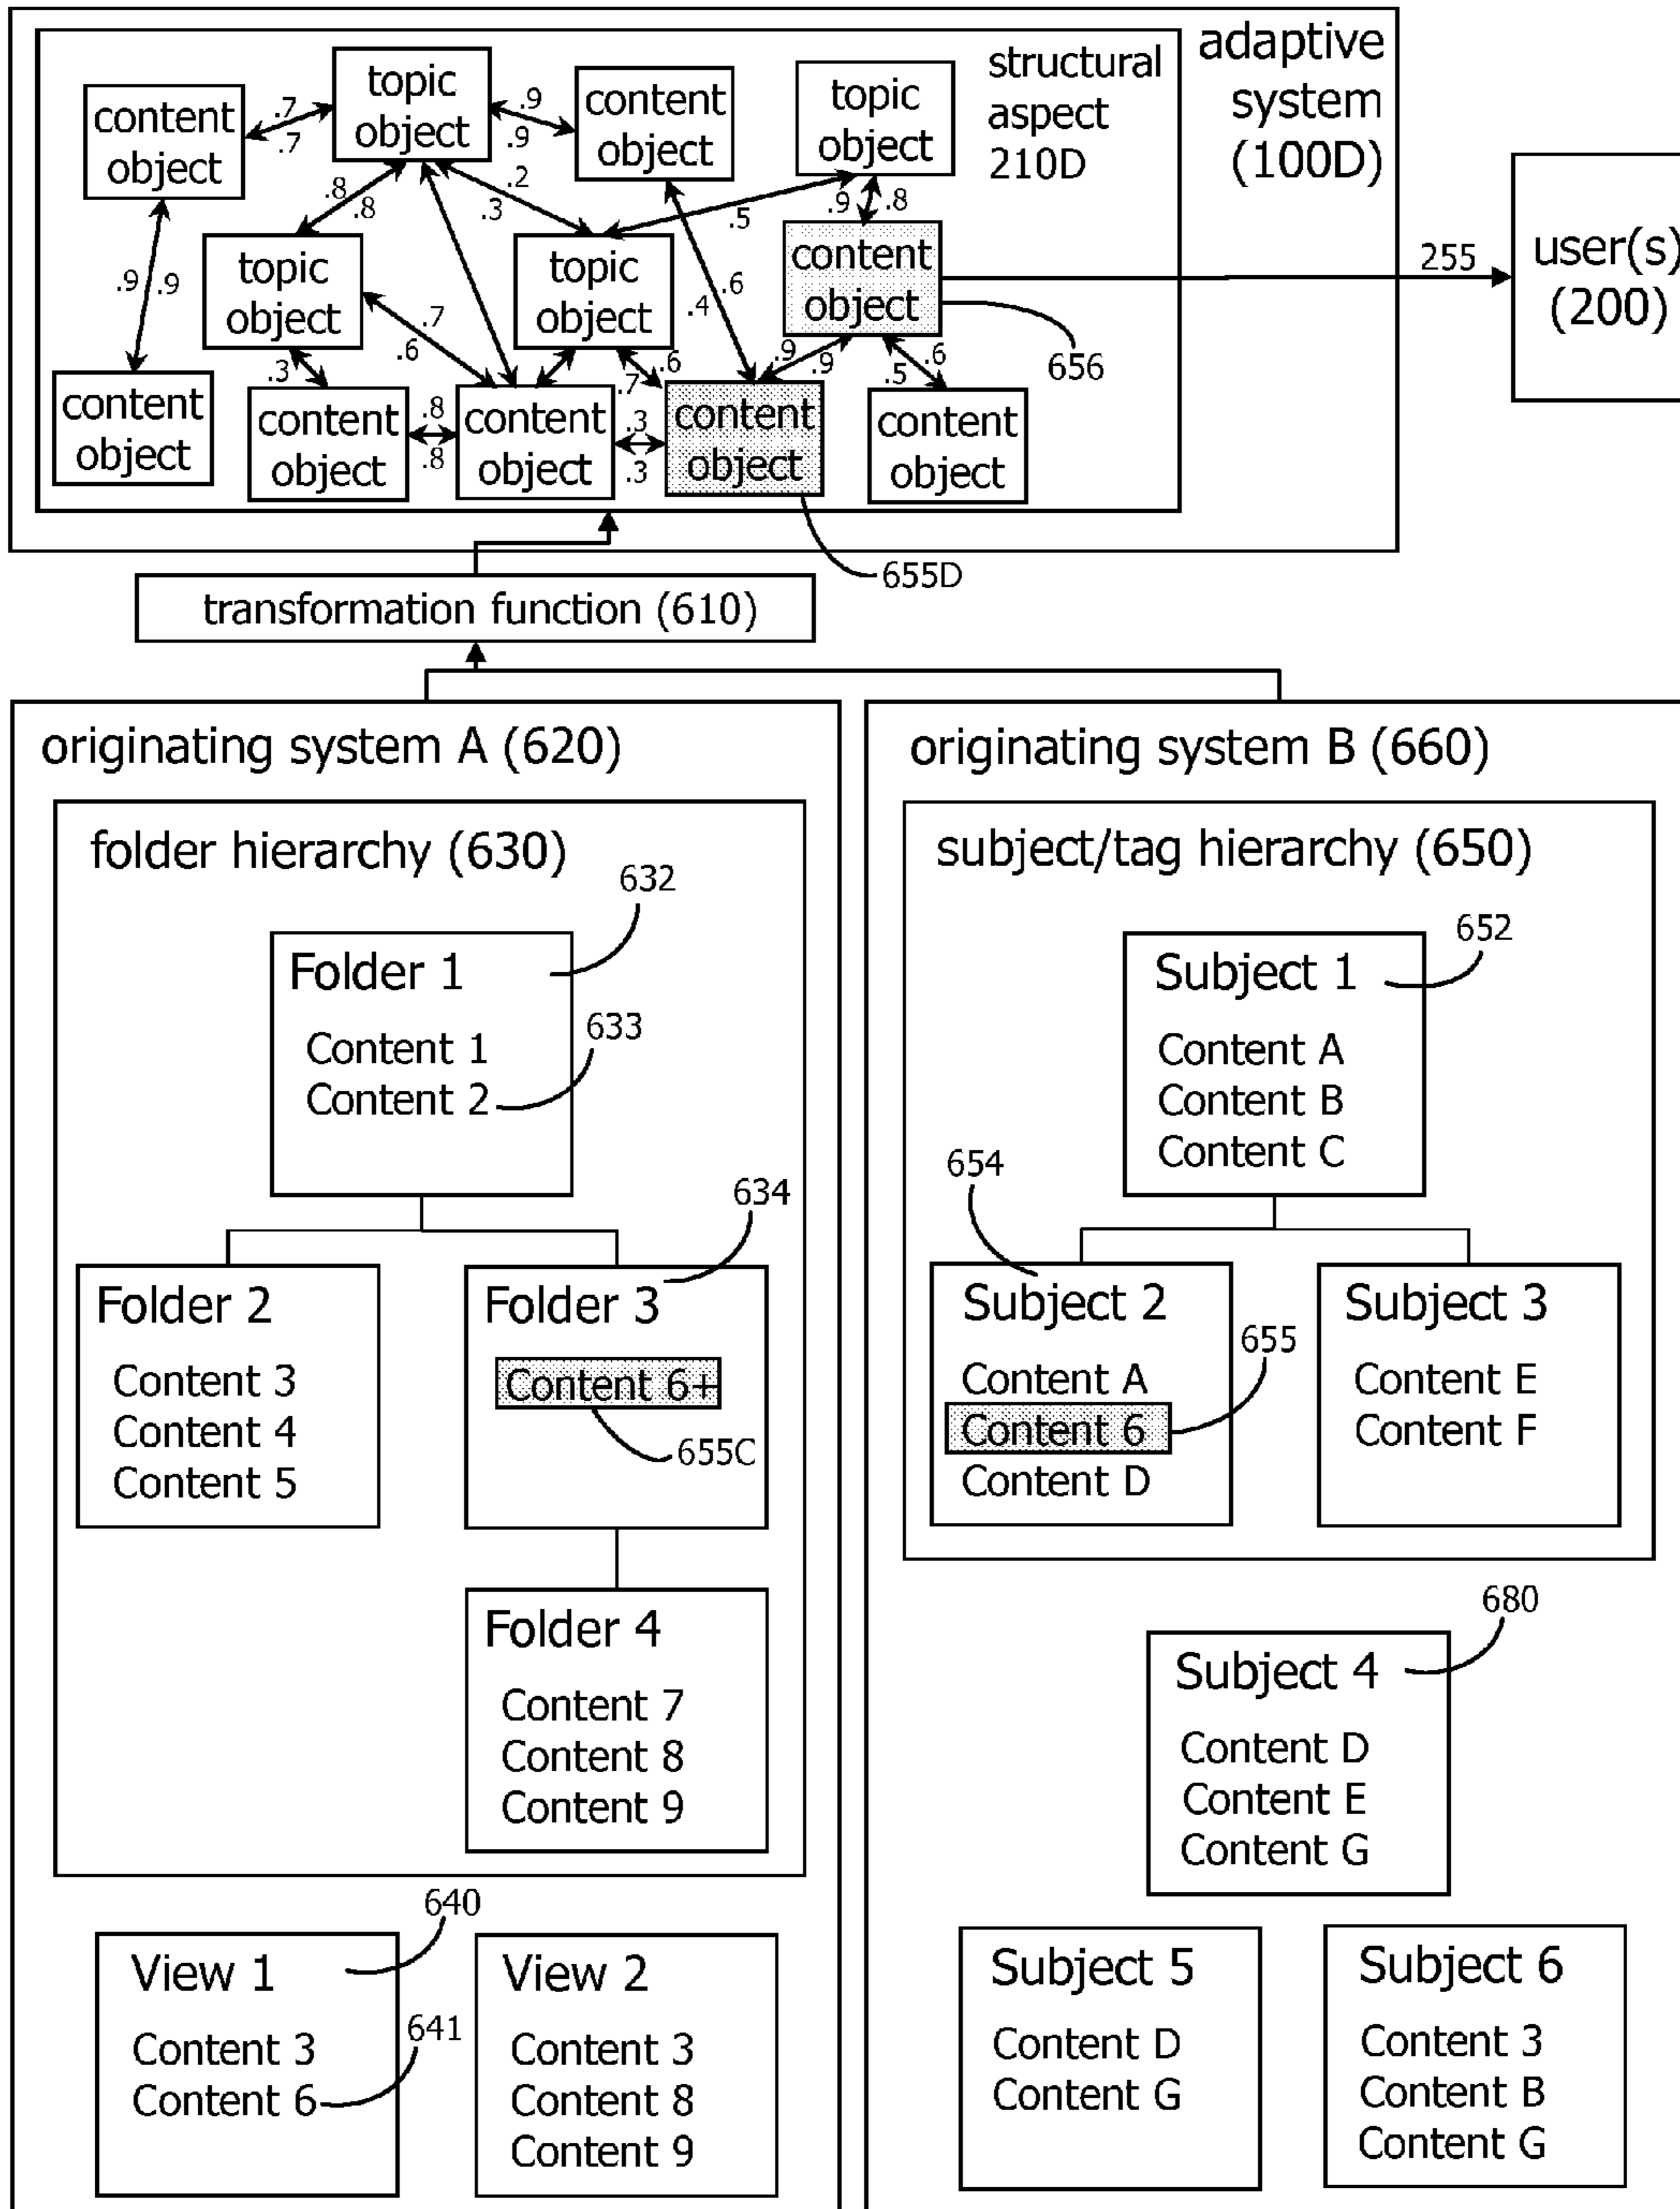 adaptive
system
(100D)
structural
aspect
210D
content
object
.7
.7
topic
object
.9
.9
content
object
topic
object
.8
.8
.2
.3
.5
.9
.8
.9
.9
topic
object
topic
object
content
object
.7
.6
.4
.6
656
255
user(s)
(200)
.3
.7
.6
.9
.9
.5
.6
content
object
content
object
.8
.8
content
object
.3
.3
content
object
content
object
655D
transformation function (610)
originating system A (620)
folder hierarchy (630)
632
Folder 1
Content 1
Content 2
633
634
Folder 2
Content 3
Content 4
Content 5
Folder 3
Content 6+
655C
Folder 4
Content 7
Content 8
Content 9
640
View 1
Content 3
Content 6
641
View 2
Content 3
Content 8
Content 9
originating system B (660)
subject/tag hierarchy (650)
652
Subject 1
Content A
Content B
Content C
654
Subject 2
Content A
Content 6
Content D
655
Subject 3
Content E
Content F
680
Subject 4
Content D
Content E
Content G
Subject 5
Content D
Content G
Subject 6
Content 3
Content B
Content G